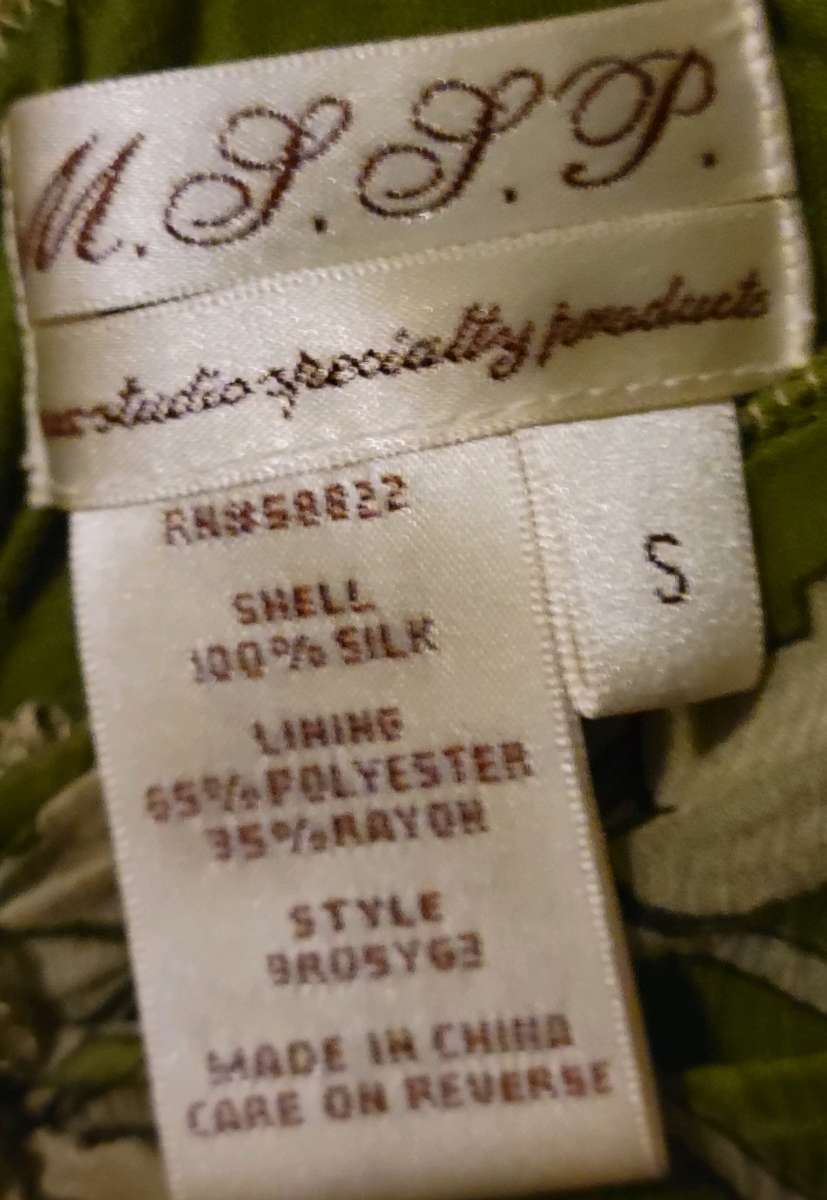 M.S.S.P.
studio specialty products
RN#58822
S
SHELL
100% SILK
LINING
65% POLYESTER
35% RAYON
STYLE
9R05Y63
MADE IN CHINA
CARE ON REVERSE